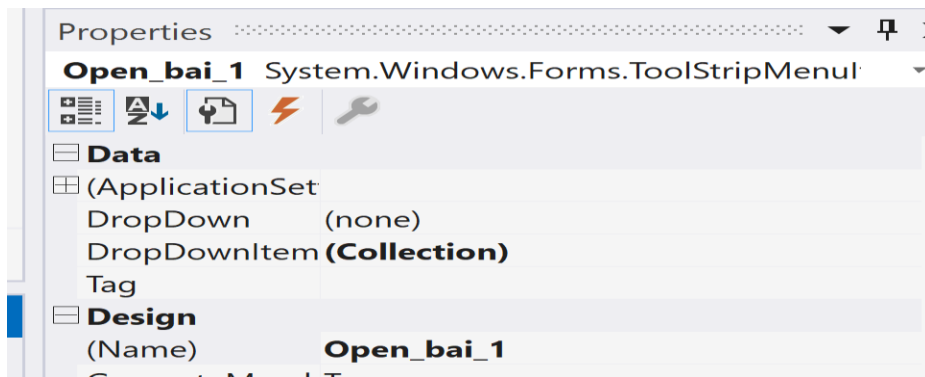 Properties
Open_bai_1 System.Windows.Forms.ToolStripMenuI
Data
(ApplicationSet
DropDown (none)
DropDownItem (Collection)
Tag
Design
(Name) Open_bai_1